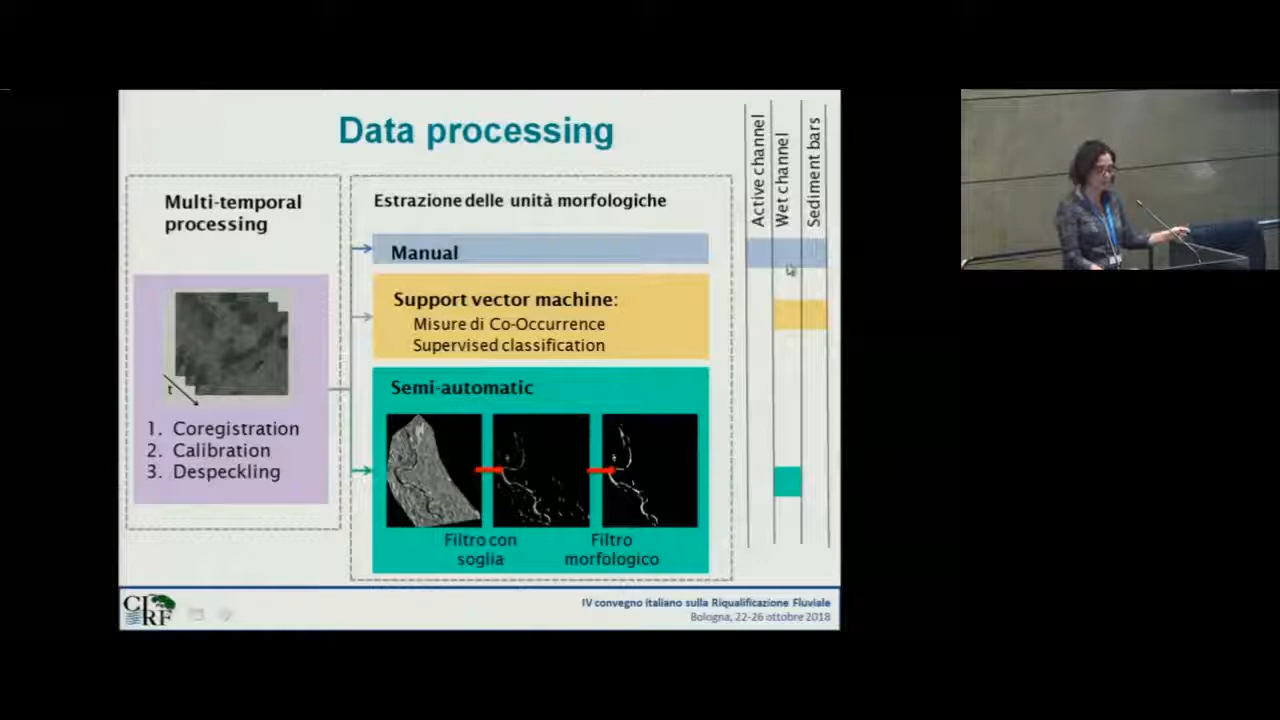 Data processing
Multi-temporal
processing
t
1. Coregistration
2. Calibration
3. Despeckling
Estrazione delle unità morfologiche
Manual
Support vector machine:
Misure di Co-Occurrence
Supervised classification
Semi-automatic
Filtro con
soglia
Filtro
morfologico
Active channel
Wet channel
Sediment bars
CIRF
IV convegno italiano sulla Riqualificazione Fluviale
Bologna, 22-26 ottobre 2018